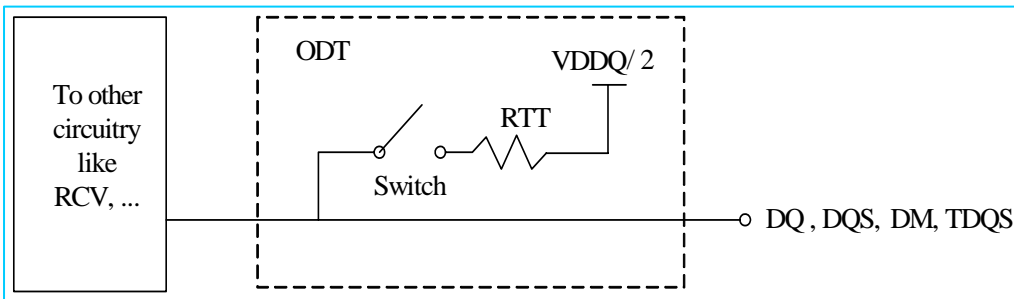 To other
circuitry
like
RCV, ...
ODT
VDDQ/ 2
RTT
Switch
DQ , DQS, DM, TDQS